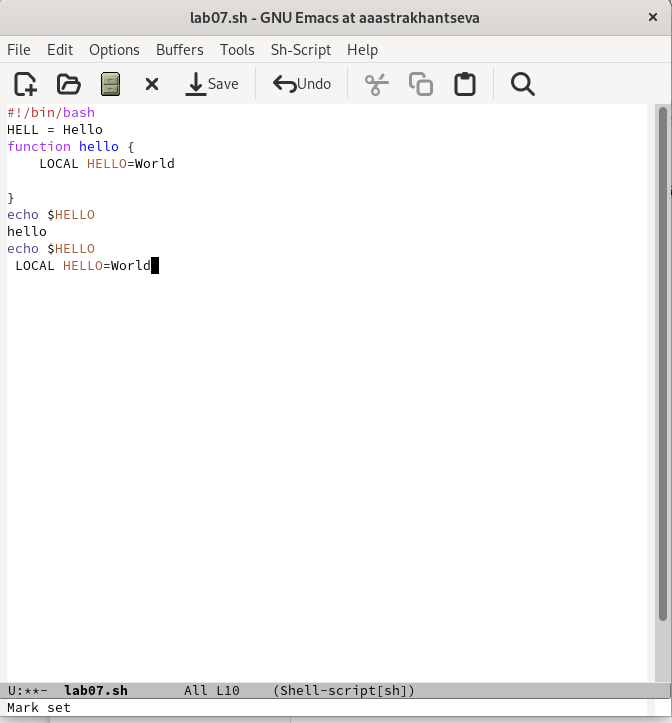 lab07.sh - GNU Emacs at aaastrakhantseva ×
File Edit Options Buffers Tools Sh-Script Help
Save Undo
#!/bin/bash
HELL = Hello
function hello {
    LOCAL HELLO=World

}
echo $HELLO
hello
echo $HELLO
 LOCAL HELLO=World
U:**-  lab07.sh       All L10    (Shell-script[sh])
Mark set